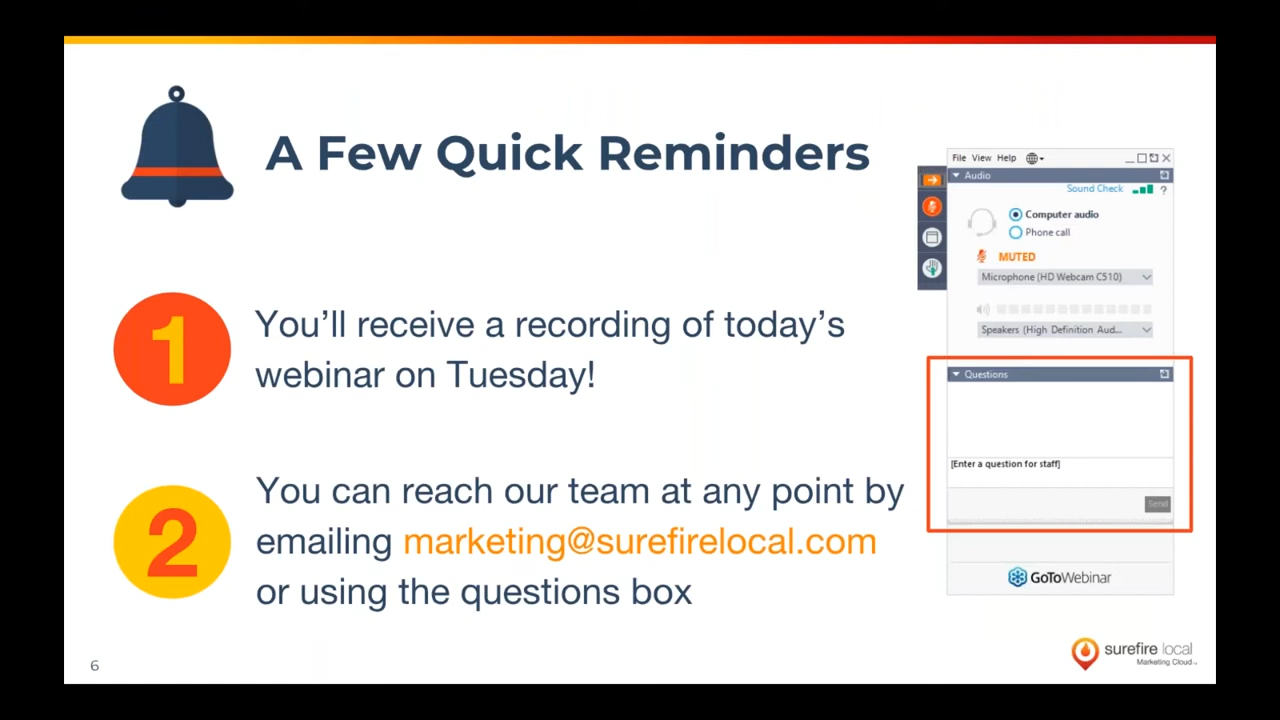 A Few Quick Reminders
1
You’ll receive a recording of today’s
webinar on Tuesday!
2
You can reach our team at any point by
emailing marketing@surefirelocal.com
or using the questions box
File View Help
Audio
Sound Check ?
Computer audio
Phone call
MUTED
Microphone (HD Webcam C510)
Speakers (High Definition Aud...
Questions
[Enter a question for staff]
Send
GoToWebinar
6
surefire local
Marketing Cloud™